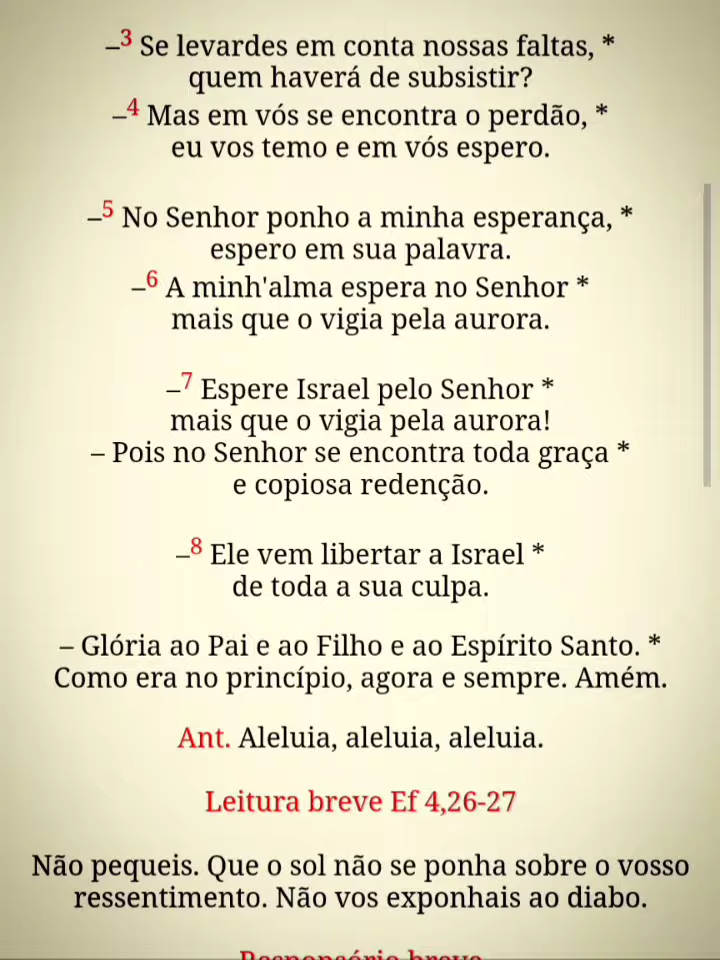 –3 Se levardes em conta nossas faltas, *
quem haverá de subsistir?
–4 Mas em vós se encontra o perdão, *
eu vos temo e em vós espero.
–5 No Senhor ponho a minha esperança, *
espero em sua palavra.
–6 A minh'alma espera no Senhor *
mais que o vigia pela aurora.
–7 Espere Israel pelo Senhor *
mais que o vigia pela aurora!
– Pois no Senhor se encontra toda graça *
e copiosa redenção.
–8 Ele vem libertar a Israel *
de toda a sua culpa.
– Glória ao Pai e ao Filho e ao Espírito Santo. *
Como era no princípio, agora e sempre. Amém.
Ant. Aleluia, aleluia, aleluia.
Leitura breve Ef 4,26-27
Não pequeis. Que o sol não se ponha sobre o vosso
ressentimento. Não vos exponhais ao diabo.
Responsório breve